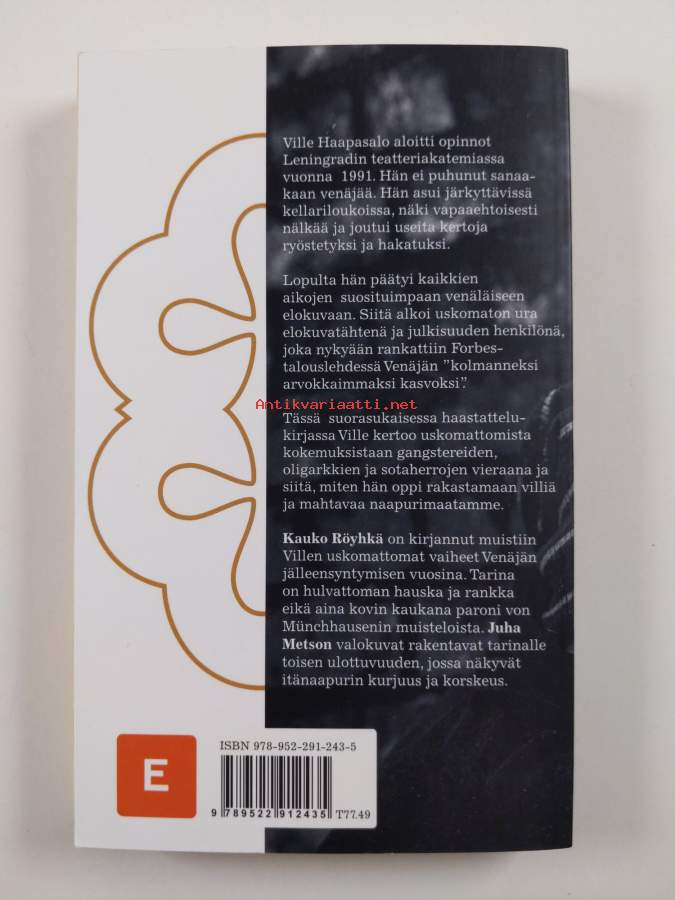 Ville Haapasalo aloitti opinnot
Leningradin teatteriakatemiassa
vuonna 1991. Hän ei puhunut sanaa-
kaan venäjää. Hän asui järkyttävissä
kellariloukoissa, näki vapaaehtoisesti
nälkää ja joutui useita kertoja
ryöstetyksi ja hakatuksi.
Lopulta hän päätyi kaikkien
aikojen suosituimpaan venäläiseen
elokuvaan. Siitä alkoi uskomaton ura
elokuvatähtenä ja julkisuuden henkilönä,
joka nykyään rankattiin Forbes-
talouslehdessä Venäjän "kolmanneksi
arvokkaimmaksi kasvoksi".
Antikvariaatti.net
Tässä suorasukaisessa haastattelu-
kirjassa Ville kertoo uskomattomista
kokemuksistaan gangstereiden,
oligarkkien ja sotaherrojen vieraana ja
siitä, miten hän oppi rakastamaan villiä
ja mahtavaa naapurimaatamme.
Kauko Röyhkä on kirjannut muistiin
Villen uskomattomat vaiheet Venäjän
jälleensyntymisen vuosina. Tarina
on hulvattoman hauska ja rankka
eikä aina kovin kaukana paroni von
Münchhausenin muisteloista. Juha
Metson valokuvat rakentavat tarinalle
toisen ulottuvuuden, jossa näkyvät
itänaapurin kurjuus ja korskeus.
E
ISBN 978-952-291-243-5
9 789522 912435 T77.49